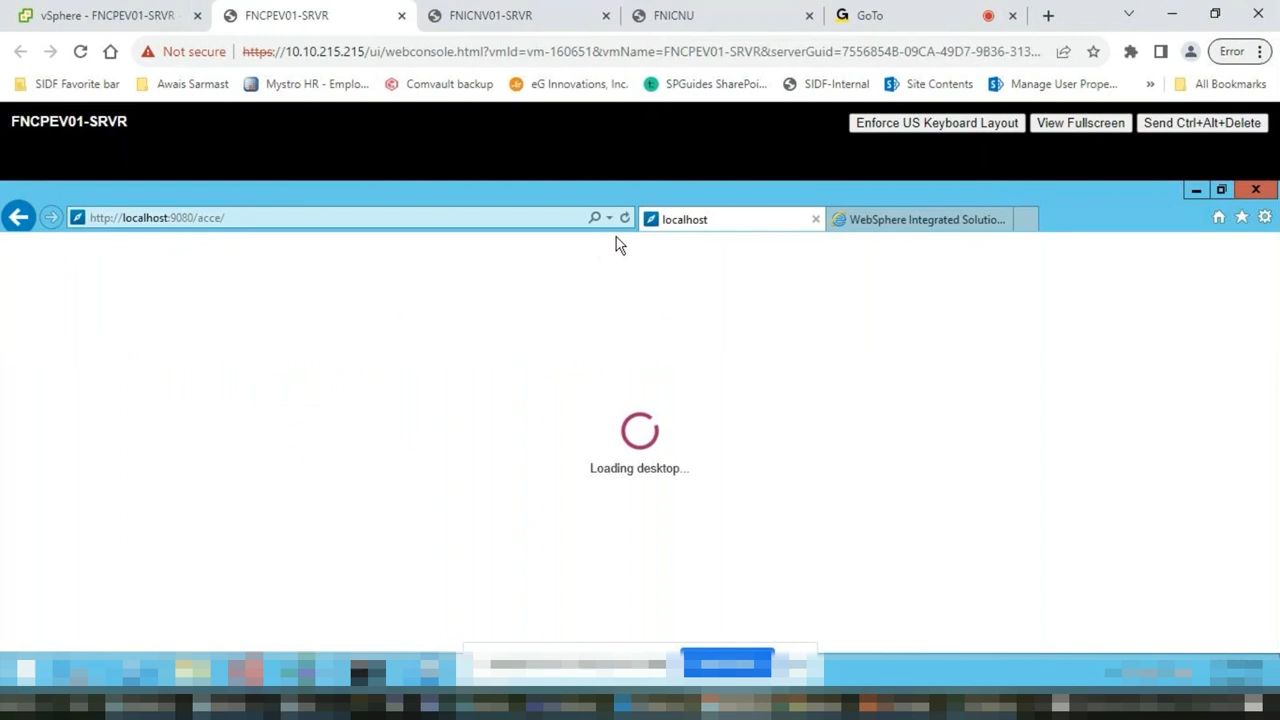 vSphere - FNCPEV01-SRVR
FNCPEV01-SRVR
FNICNV01-SRVR
FNICNU
GoTo
Not secure
https://10.10.215.215/ui/webconsole.html?vmId=vm-160651&vmName=FNCPEV01-SRVR&serverGuid=7556854B-09CA-49D7-9B36-313...
Error
SIDF Favorite bar
Awais Sarmast
Mystro HR - Emplo...
Comvault backup
eG Innovations, Inc.
SPGuides SharePoi...
SIDF-Internal
Site Contents
Manage User Prope...
»
All Bookmarks
FNCPEV01-SRVR
Enforce US Keyboard Layout
View Fullscreen
Send Ctrl+Alt+Delete
http://localhost:9080/acce/
localhost
WebSphere Integrated Solutio...
Loading desktop...